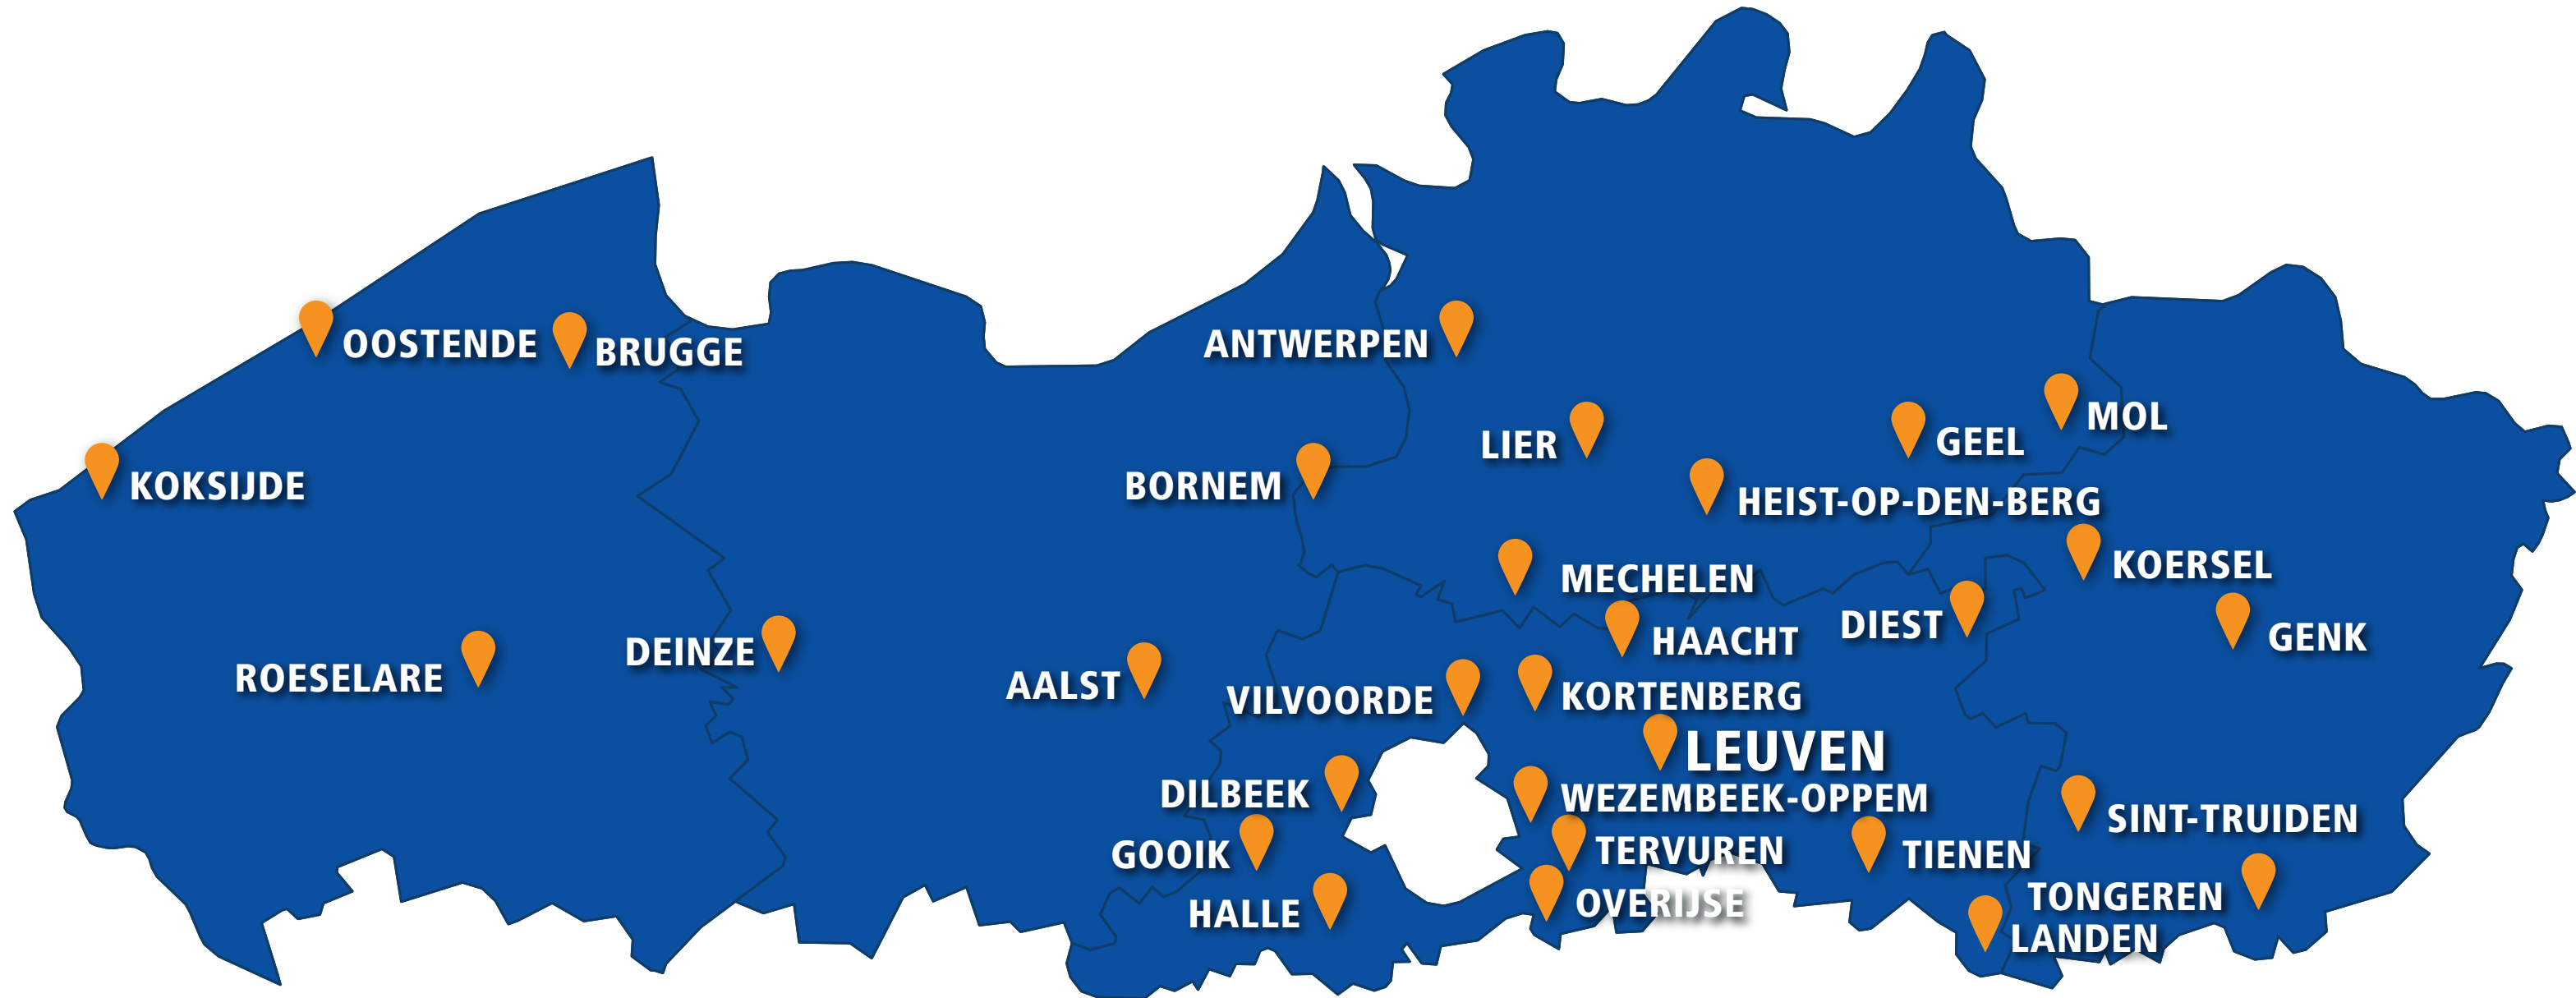 OOSTENDE
BRUGGE
ANTWERPEN
MOL
LIER
GEEL
KOKSIJDE
BORNEM
HEIST-OP-DEN-BERG
KOERSEL
MECHELEN
DIEST
HAACHT
GENK
DEINZE
ROESELARE
AALST
VILVOORDE
KORTENBERG
LEUVEN
DILBEEK
WEZEMBEEK-OPPEM
SINT-TRUIDEN
GOOIK
TERVUREN
TIENEN
TONGEREN
OVERIJSE
HALLE
LANDEN